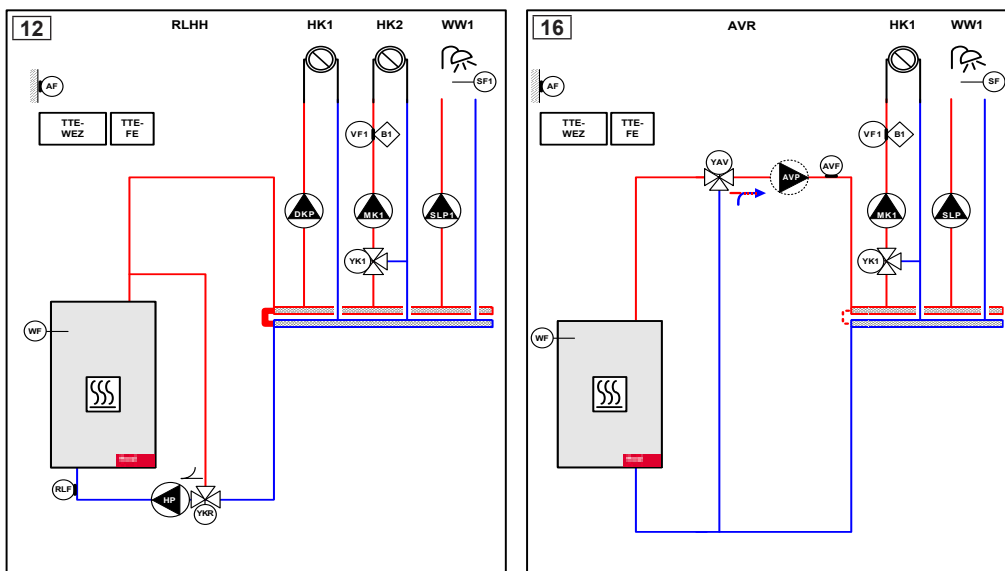 12 RLHH HK1 HK2 WW1
AF
SF1
TTE-
WEZ
TTE-
FE
VF1 B1
DKP MK1 SLP1
YK1
WF
RLF
HP
YKR
16 AVR HK1 WW1
AF
SF
TTE-
WEZ
TTE-
FE
VF1 B1
YAV
AVP
AVF
MK1 SLP
YK1
WF